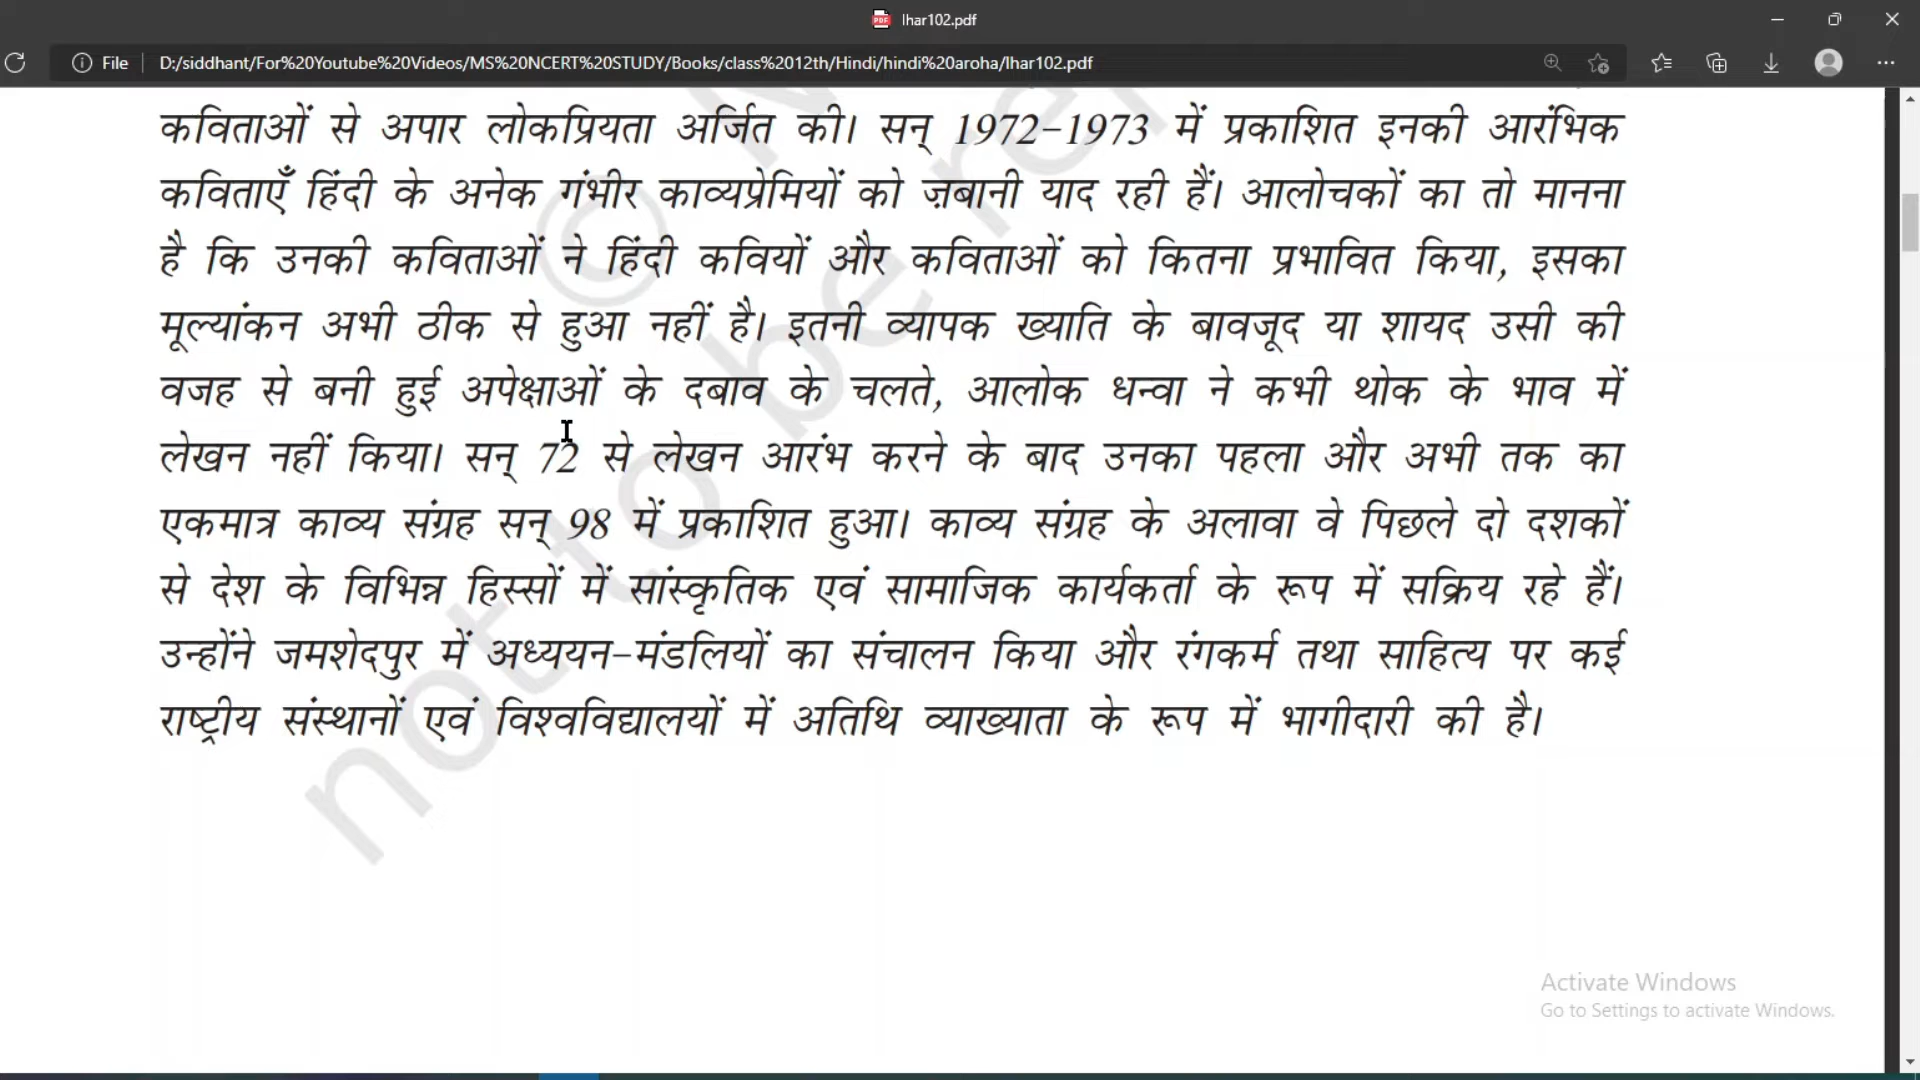 lhar102.pdf
File D:/siddhant/For%20Youtube%20Videos/MS%20NCERT%20STUDY/Books/class%2012th/Hindi/hindi%20aroha/lhar102.pdf
कविताओं से अपार लोकप्रियता अर्जित की। सन् 1972-1973 में प्रकाशित इनकी आरंभिक
कविताएँ हिंदी के अनेक गंभीर काव्यप्रेमियों को ज़बानी याद रही हैं। आलोचकों का तो मानना
है कि उनकी कविताओं ने हिंदी कवियों और कविताओं को कितना प्रभावित किया, इसका
मूल्यांकन अभी ठीक से हुआ नहीं है। इतनी व्यापक ख्याति के बावजूद या शायद उसी की
वजह से बनी हुई अपेक्षाओं के दबाव के चलते, आलोक धन्वा ने कभी थोक के भाव में
लेखन नहीं किया। सन् 72 से लेखन आरंभ करने के बाद उनका पहला और अभी तक का
एकमात्र काव्य संग्रह सन् 98 में प्रकाशित हुआ। काव्य संग्रह के अलावा वे पिछले दो दशकों
से देश के विभिन्न हिस्सों में सांस्कृतिक एवं सामाजिक कार्यकर्ता के रूप में सक्रिय रहे हैं।
उन्होंने जमशेदपुर में अध्ययन-मंडलियों का संचालन किया और रंगकर्म तथा साहित्य पर कई
राष्ट्रीय संस्थानों एवं विश्वविद्यालयों में अतिथि व्याख्याता के रूप में भागीदारी की है।
not to be re
Activate Windows
Go to Settings to activate Windows.